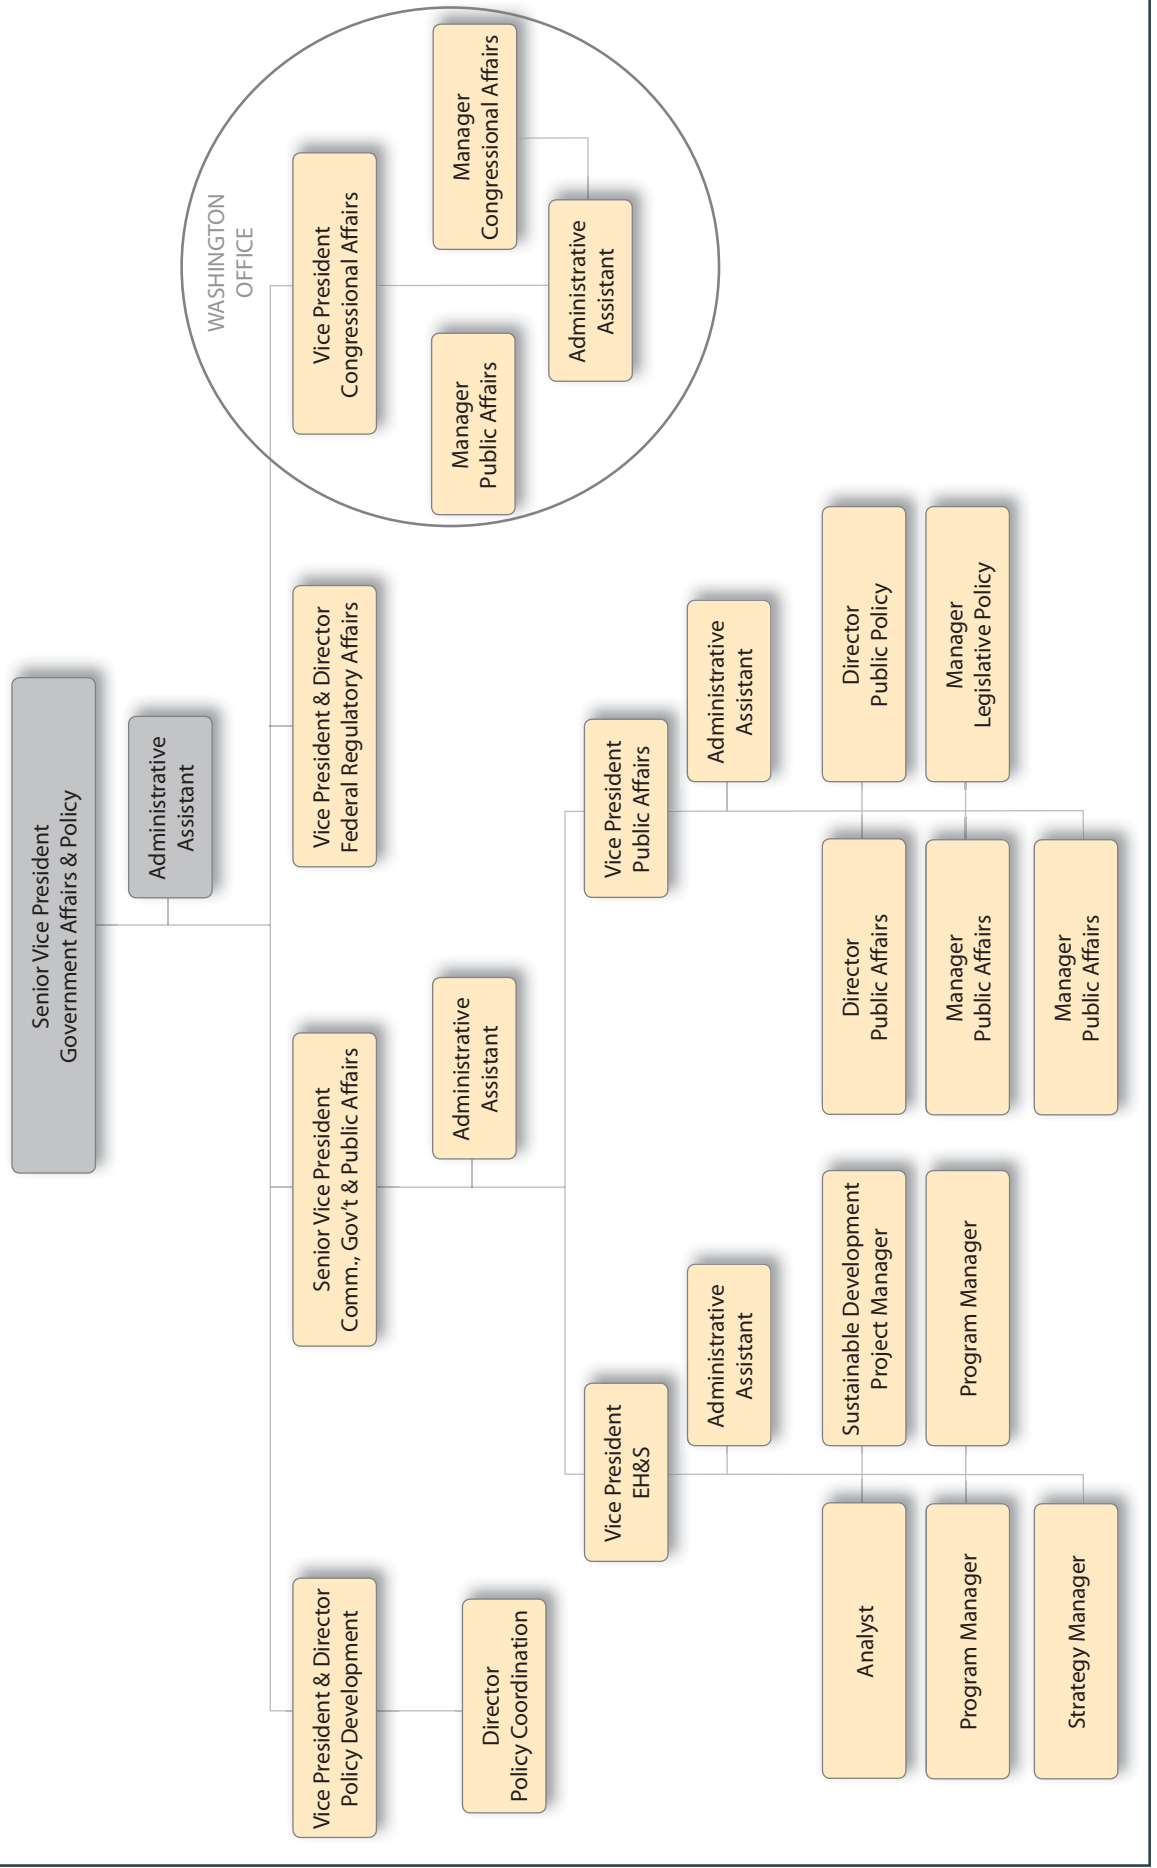 Senior Vice President
Government Affairs & Policy
Administrative
Assistant
Vice President & Director
Policy Development
Senior Vice President
Comm., Gov't & Public Affairs
Vice President & Director
Federal Regulatory Affairs
WASHINGTON
OFFICE
Vice President
Congressional Affairs
Director
Policy Coordination
Administrative
Assistant
Manager
Public Affairs
Manager
Congressional Affairs
Administrative
Assistant
Vice President
EH&S
Vice President
Public Affairs
Administrative
Assistant
Administrative
Assistant
Analyst
Sustainable Development
Project Manager
Director
Public Affairs
Director
Public Policy
Program Manager
Program Manager
Manager
Public Affairs
Manager
Legislative Policy
Strategy Manager
Manager
Public Affairs